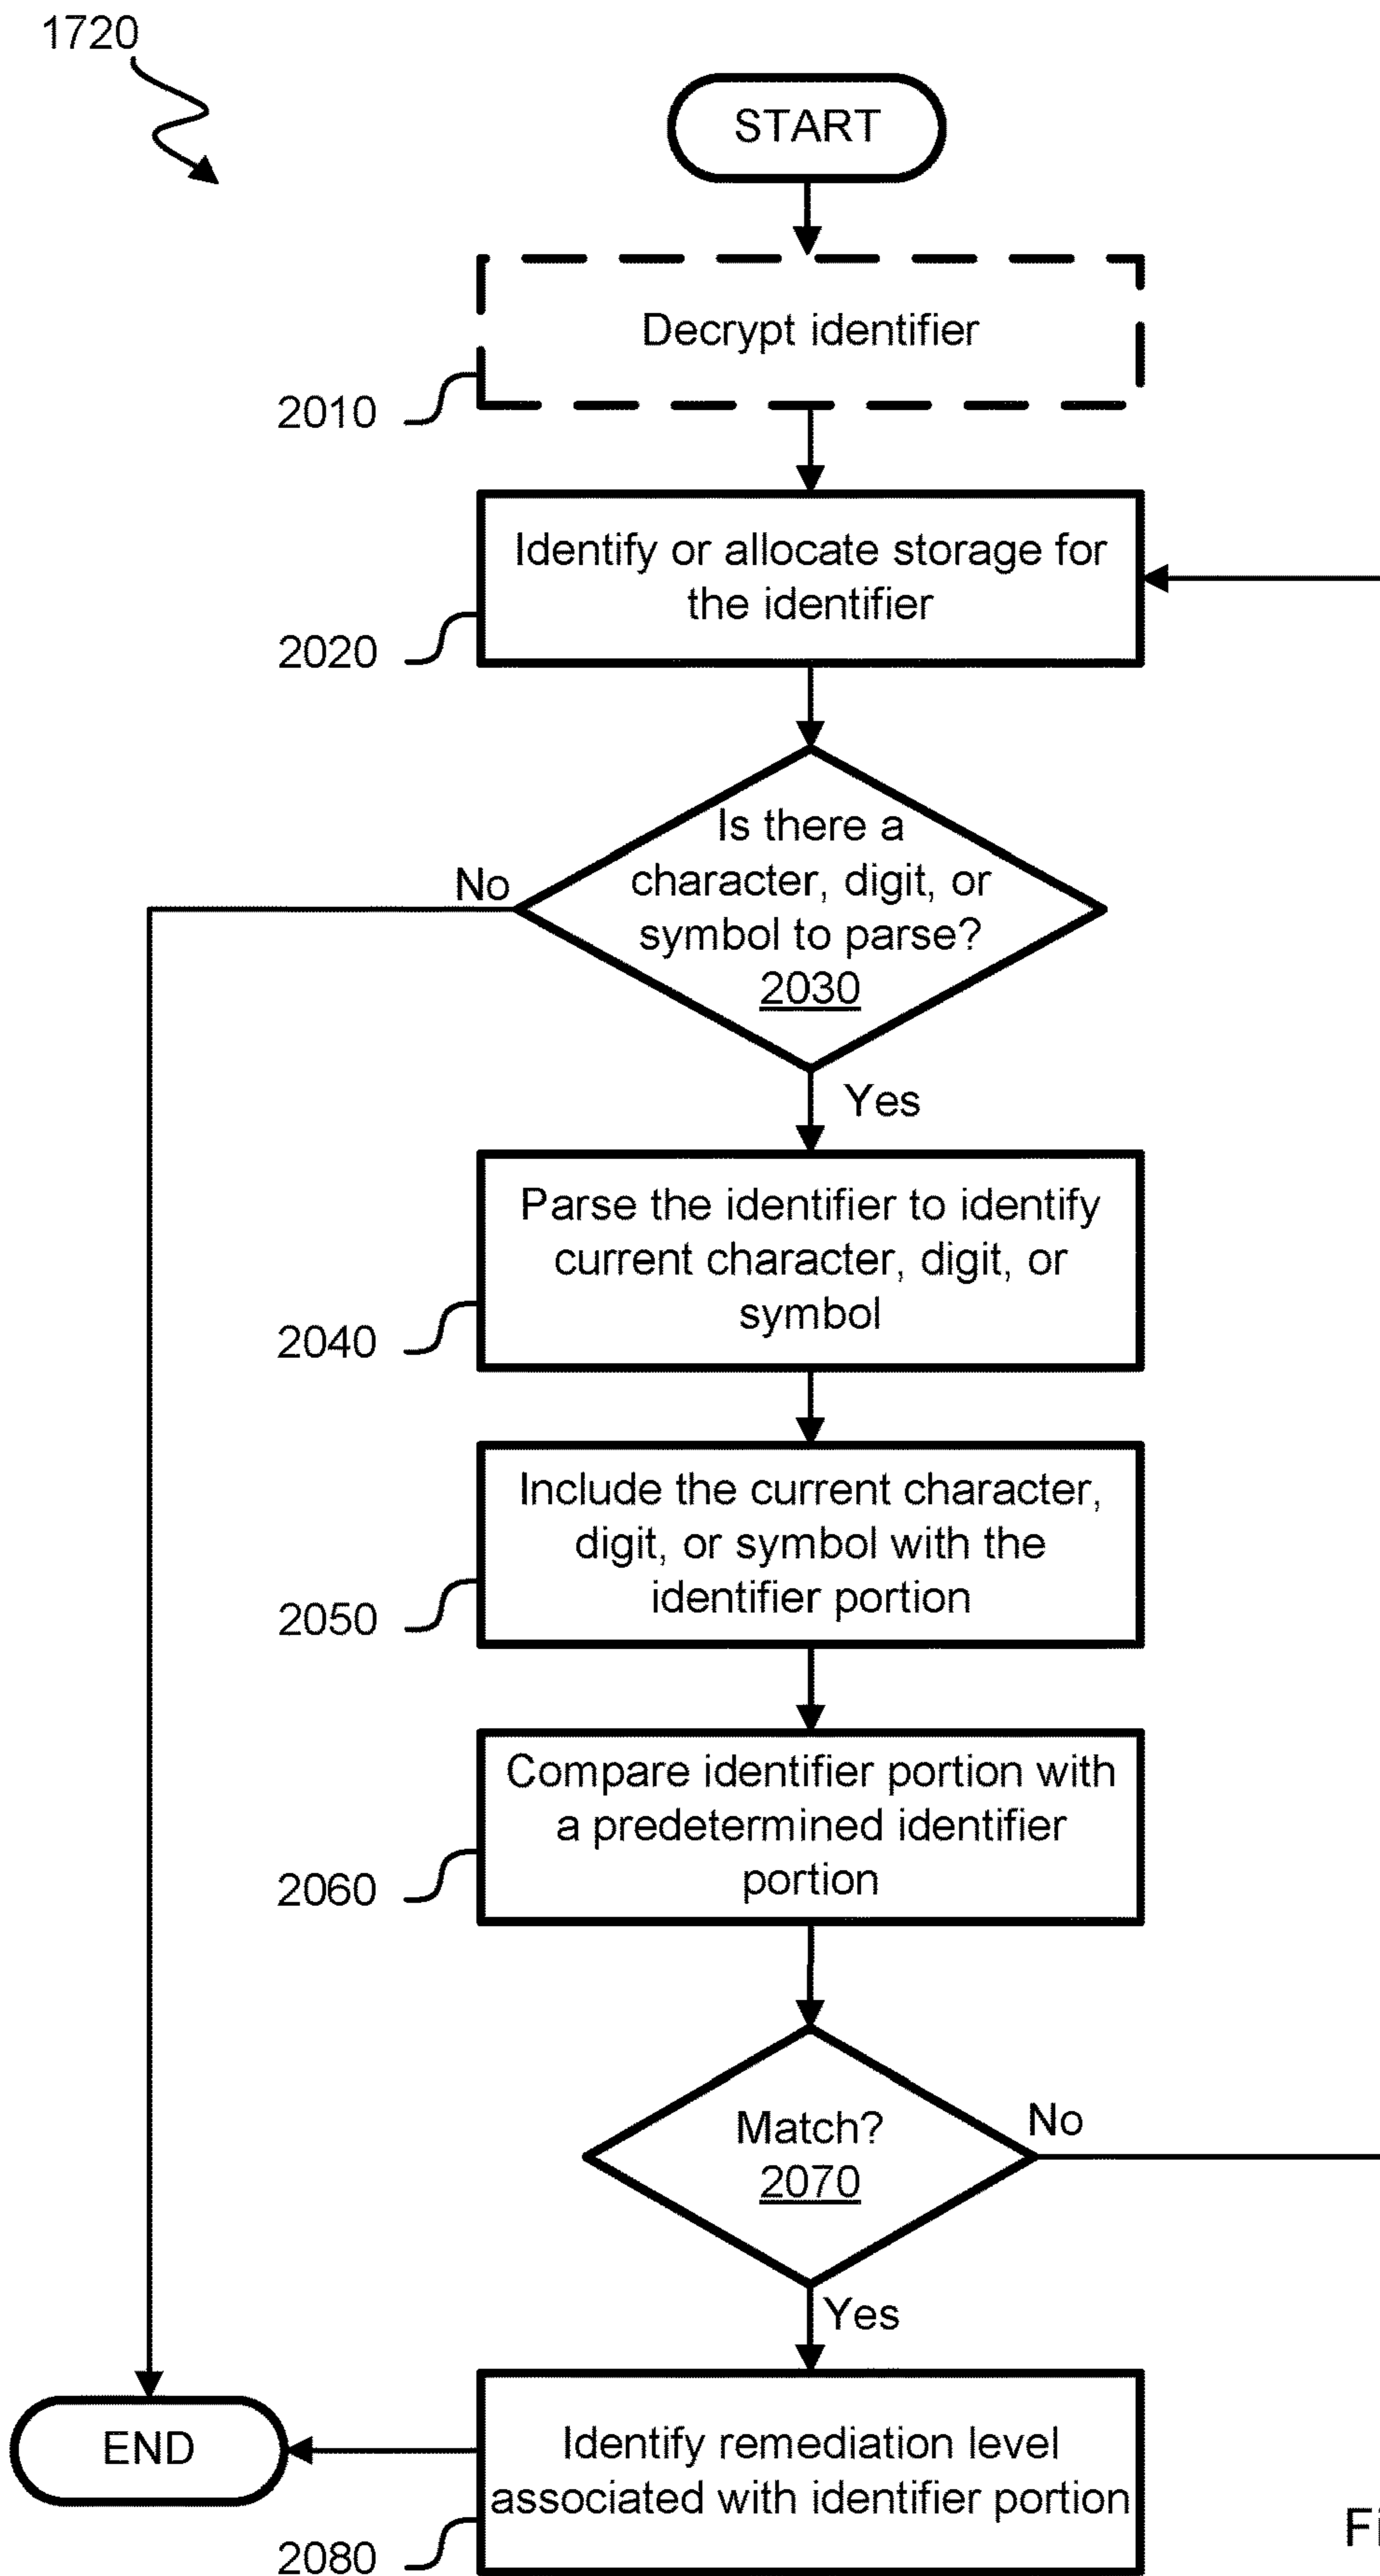 1720
START
Decrypt identifier
2010
Identify or allocate storage for
the identifier
2020
Is there a
character, digit, or
symbol to parse?
2030
No
Yes
Parse the identifier to identify
current character, digit, or
symbol
2040
Include the current character,
digit, or symbol with the
identifier portion
2050
Compare identifier portion with
a predetermined identifier
portion
2060
Match?
2070
No
Yes
END
Identify remediation level
associated with identifier portion
2080